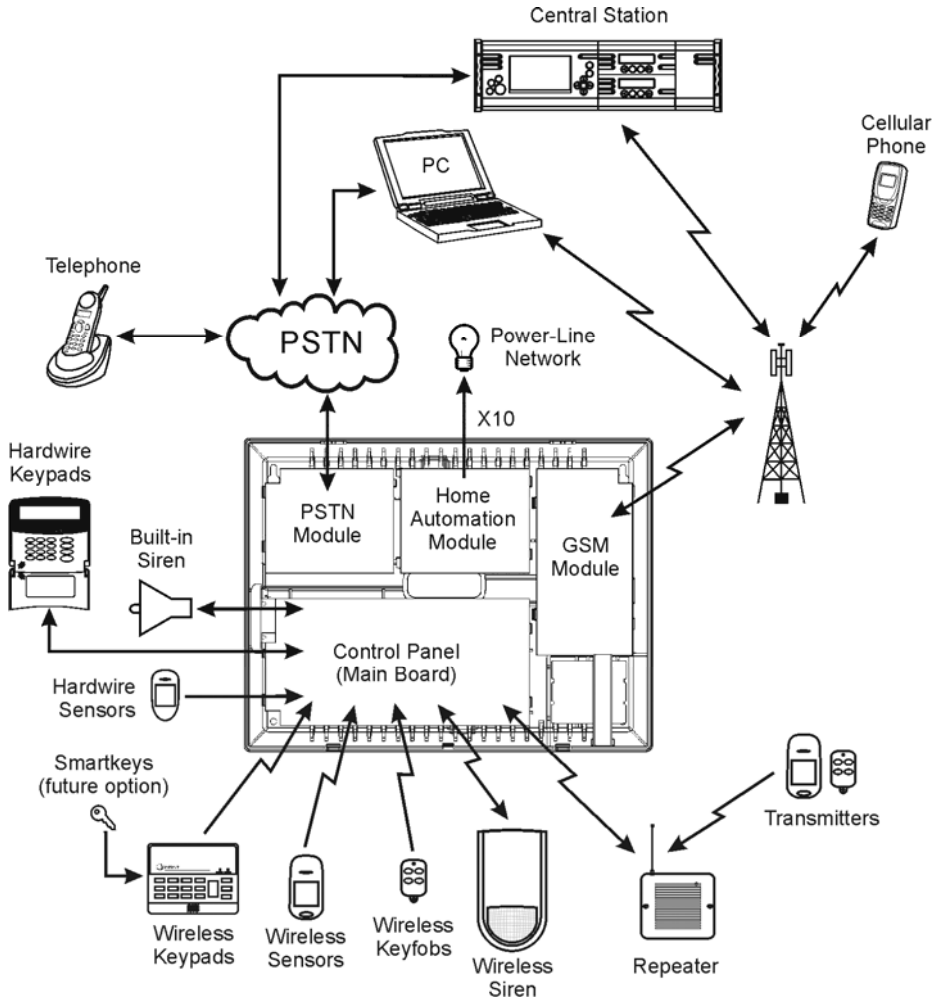 Central Station
Cellular
Phone
PC
Telephone
PSTN
Power-Line
Network
X10
Hardwire
Keypads
PSTN
Module
Home
Automation
Module
GSM
Module
Built-in
Siren
Control Panel
(Main Board)
Hardwire
Sensors
Smartkeys
(future option)
Transmitters
Wireless
Keypads
Wireless
Sensors
Wireless
Keyfobs
Wireless
Siren
Repeater